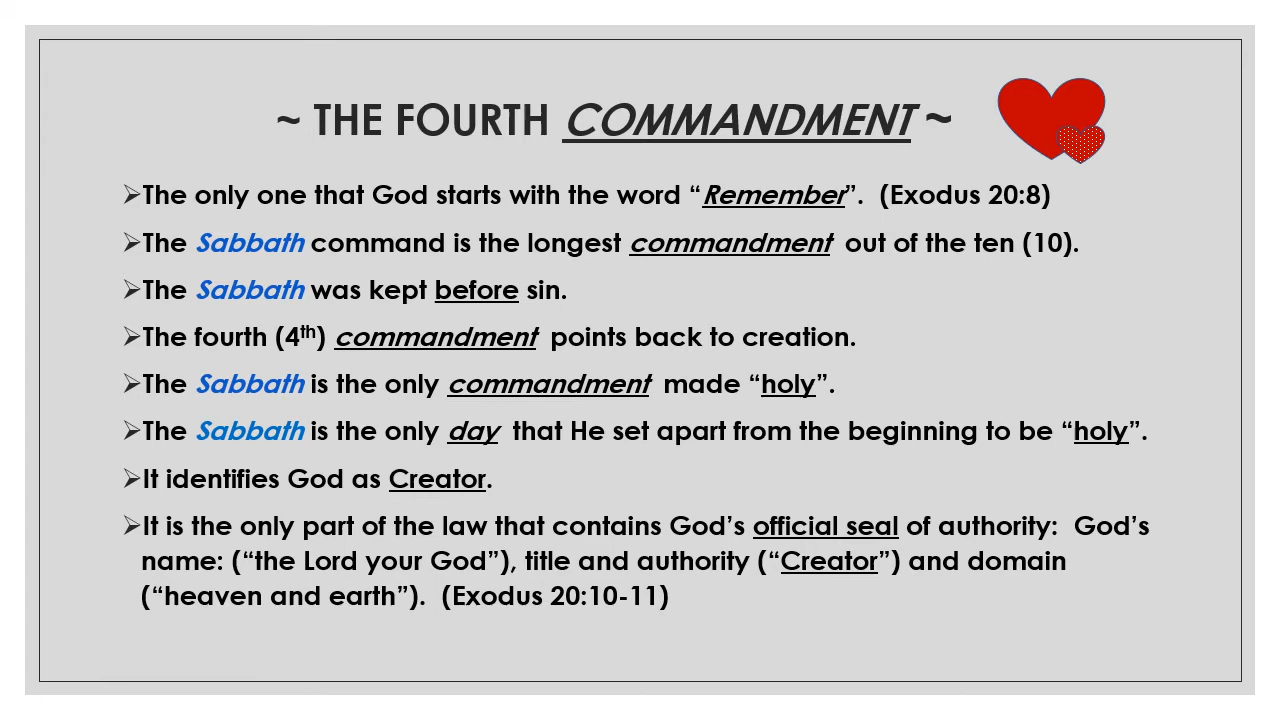 ~ THE FOURTH COMMANDMENT ~
➢The only one that God starts with the word “Remember”.  (Exodus 20:8)
➢The Sabbath command is the longest commandment  out of the ten (10).
➢The Sabbath was kept before sin.
➢The fourth (4th) commandment  points back to creation.
➢The Sabbath is the only commandment  made “holy”.
➢The Sabbath is the only day  that He set apart from the beginning to be “holy”.
➢It identifies God as Creator.
➢It is the only part of the law that contains God’s official seal of authority:  God’s
name: (“the Lord your God”), title and authority (“Creator”) and domain
(“heaven and earth”).  (Exodus 20:10-11)